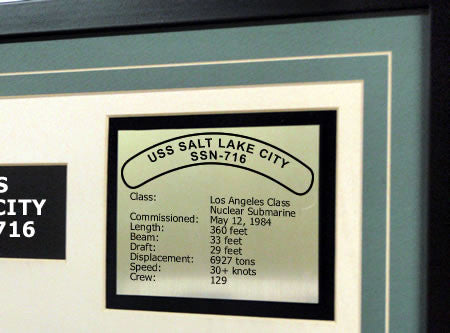 USS SALT LAKE CITY
SSN-716
Class: Los Angeles Class
Nuclear Submarine
Commissioned: May 12, 1984
Length: 360 feet
Beam: 33 feet
Draft: 29 feet
Displacement: 6927 tons
Speed: 30+ knots
Crew: 129
S
CITY
716